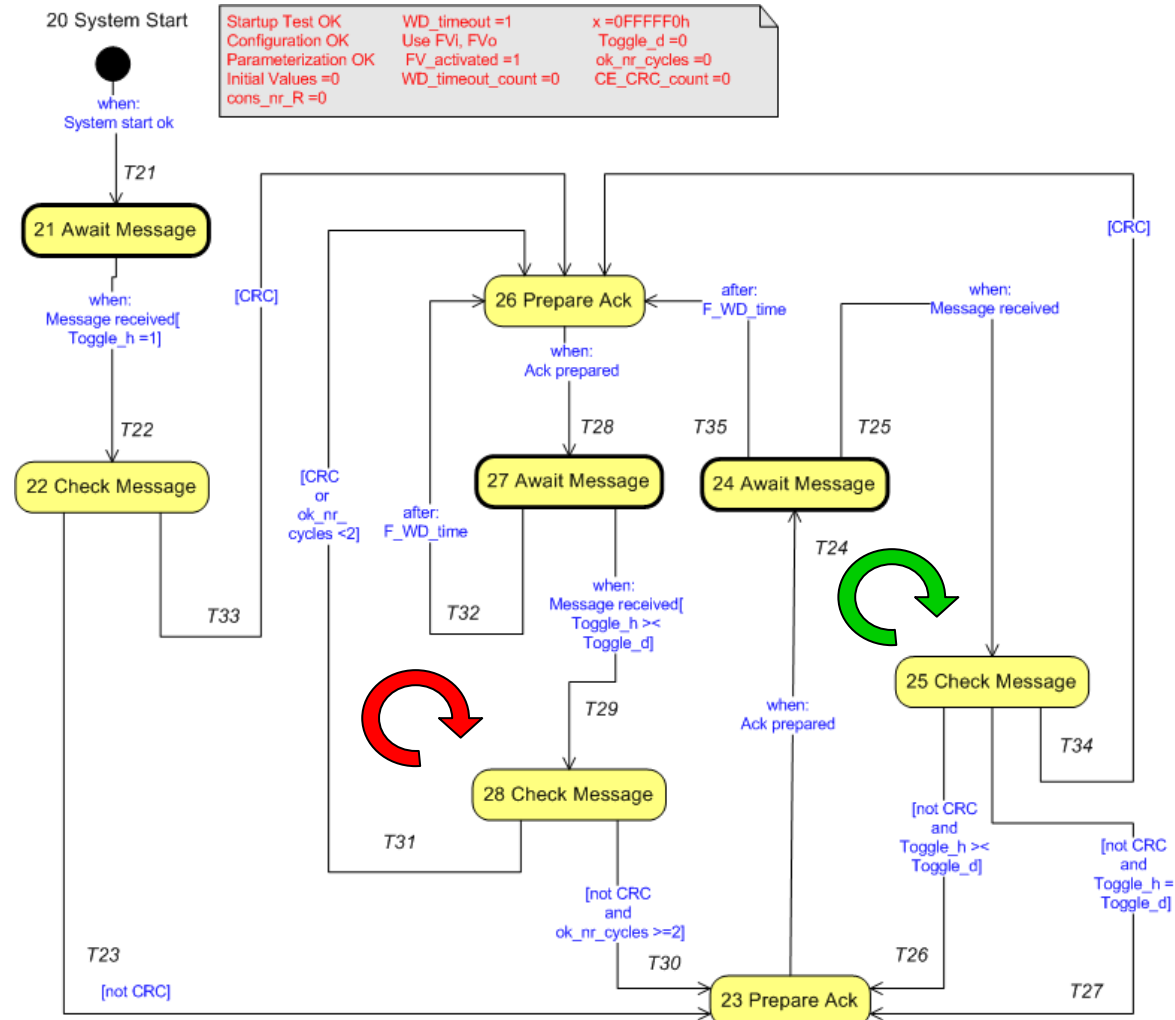 20 System Start
Startup Test OK WD_timeout =1 x =0FFFFF0h
Configuration OK Use FVi, FVo Toggle_d =0
Parameterization OK FV_activated =1 ok_nr_cycles =0
Initial Values =0 WD_timeout_count =0 CE_CRC_count =0
cons_nr_R =0
when:
System start ok
T21
21 Await Message
when:
Message received[
Toggle_h =1]
T22
22 Check Message
[CRC]
T33
T23
[not CRC]
26 Prepare Ack
when:
Ack prepared
T28
27 Await Message
after:
F_WD_time
T32
[CRC
or
ok_nr_
cycles <2]
when:
Message received[
Toggle_h ><
Toggle_d]
T29
28 Check Message
T31
[not CRC
and
ok_nr_cycles >=2]
T30
after:
F_WD_time
T35
T25
when:
Message received
[CRC]
24 Await Message
T24
when:
Ack prepared
25 Check Message
T34
[not CRC
and
Toggle_h ><
Toggle_d]
T26
[not CRC
and
Toggle_h =
Toggle_d]
T27
23 Prepare Ack